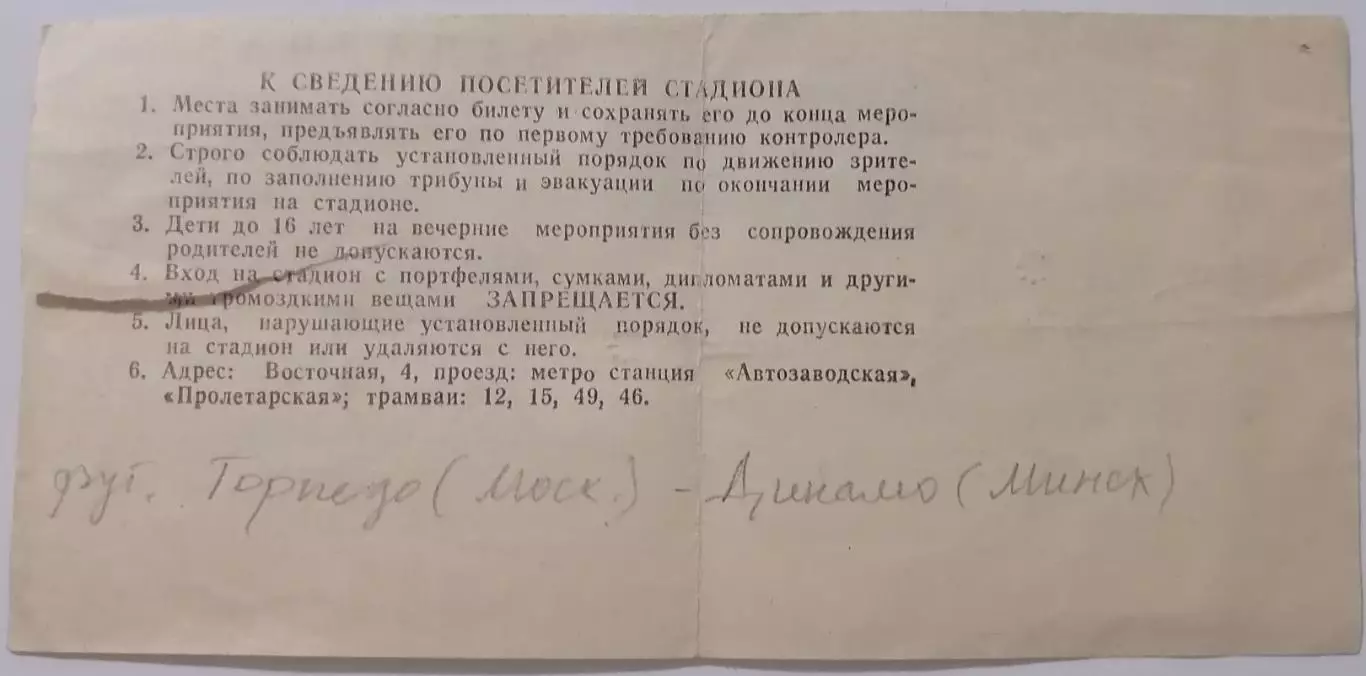 К СВЕДЕНИЮ ПОСЕТИТЕЛЕЙ СТАДИОНА
1. Места занимать согласно билету и сохранять его до конца меро-
приятия, предъявлять его по первому требованию контролера.
2. Строго соблюдать установленный порядок по движению зрите-
лей, по заполнению трибуны и эвакуации по окончании меро-
приятия на стадионе.
3. Дети до 16 лет на вечерние мероприятия без сопровождения
родителей не допускаются.
4. Вход на стадион с портфелями, сумками, дипломатами и други-
ми громоздкими вещами ЗАПРЕЩАЕТСЯ.
5. Лица, нарушающие установленный порядок, не допускаются
на стадион или удаляются с него.
6. Адрес: Восточная, 4, проезд: метро станция «Автозаводская»,
«Пролетарская»; трамваи: 12, 15, 49, 46.
фут. Торпедо (Моск.) - Динамо (Минск)